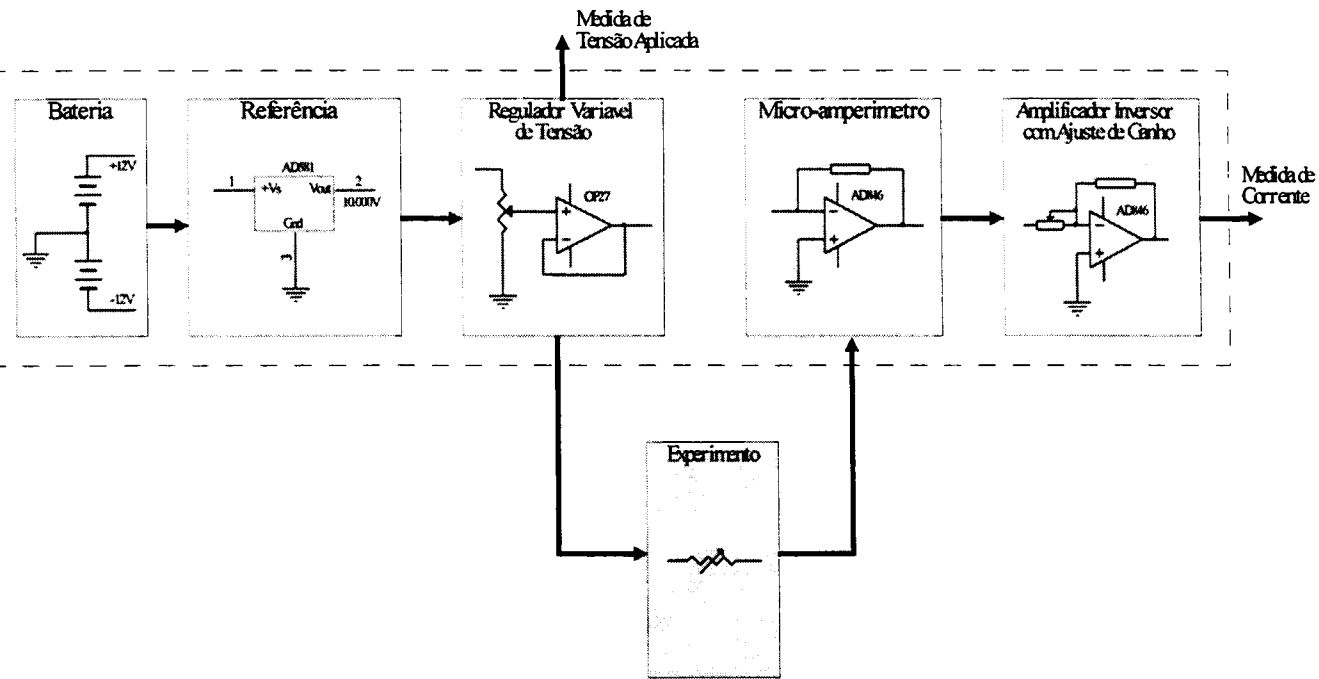 Medida de
Tensão Aplicada
Bateria
+12V
-12V
Referência
AD581
1
+Vs
Vout
2
10.000V
Gnd
3
Regulador Variavel
de Tensão
OP27
+
−
Micro-amperimetro
AD846
−
+
Amplificador Inversor
com Ajuste de Ganho
AD846
−
+
Medida de
Corrente
Experimento